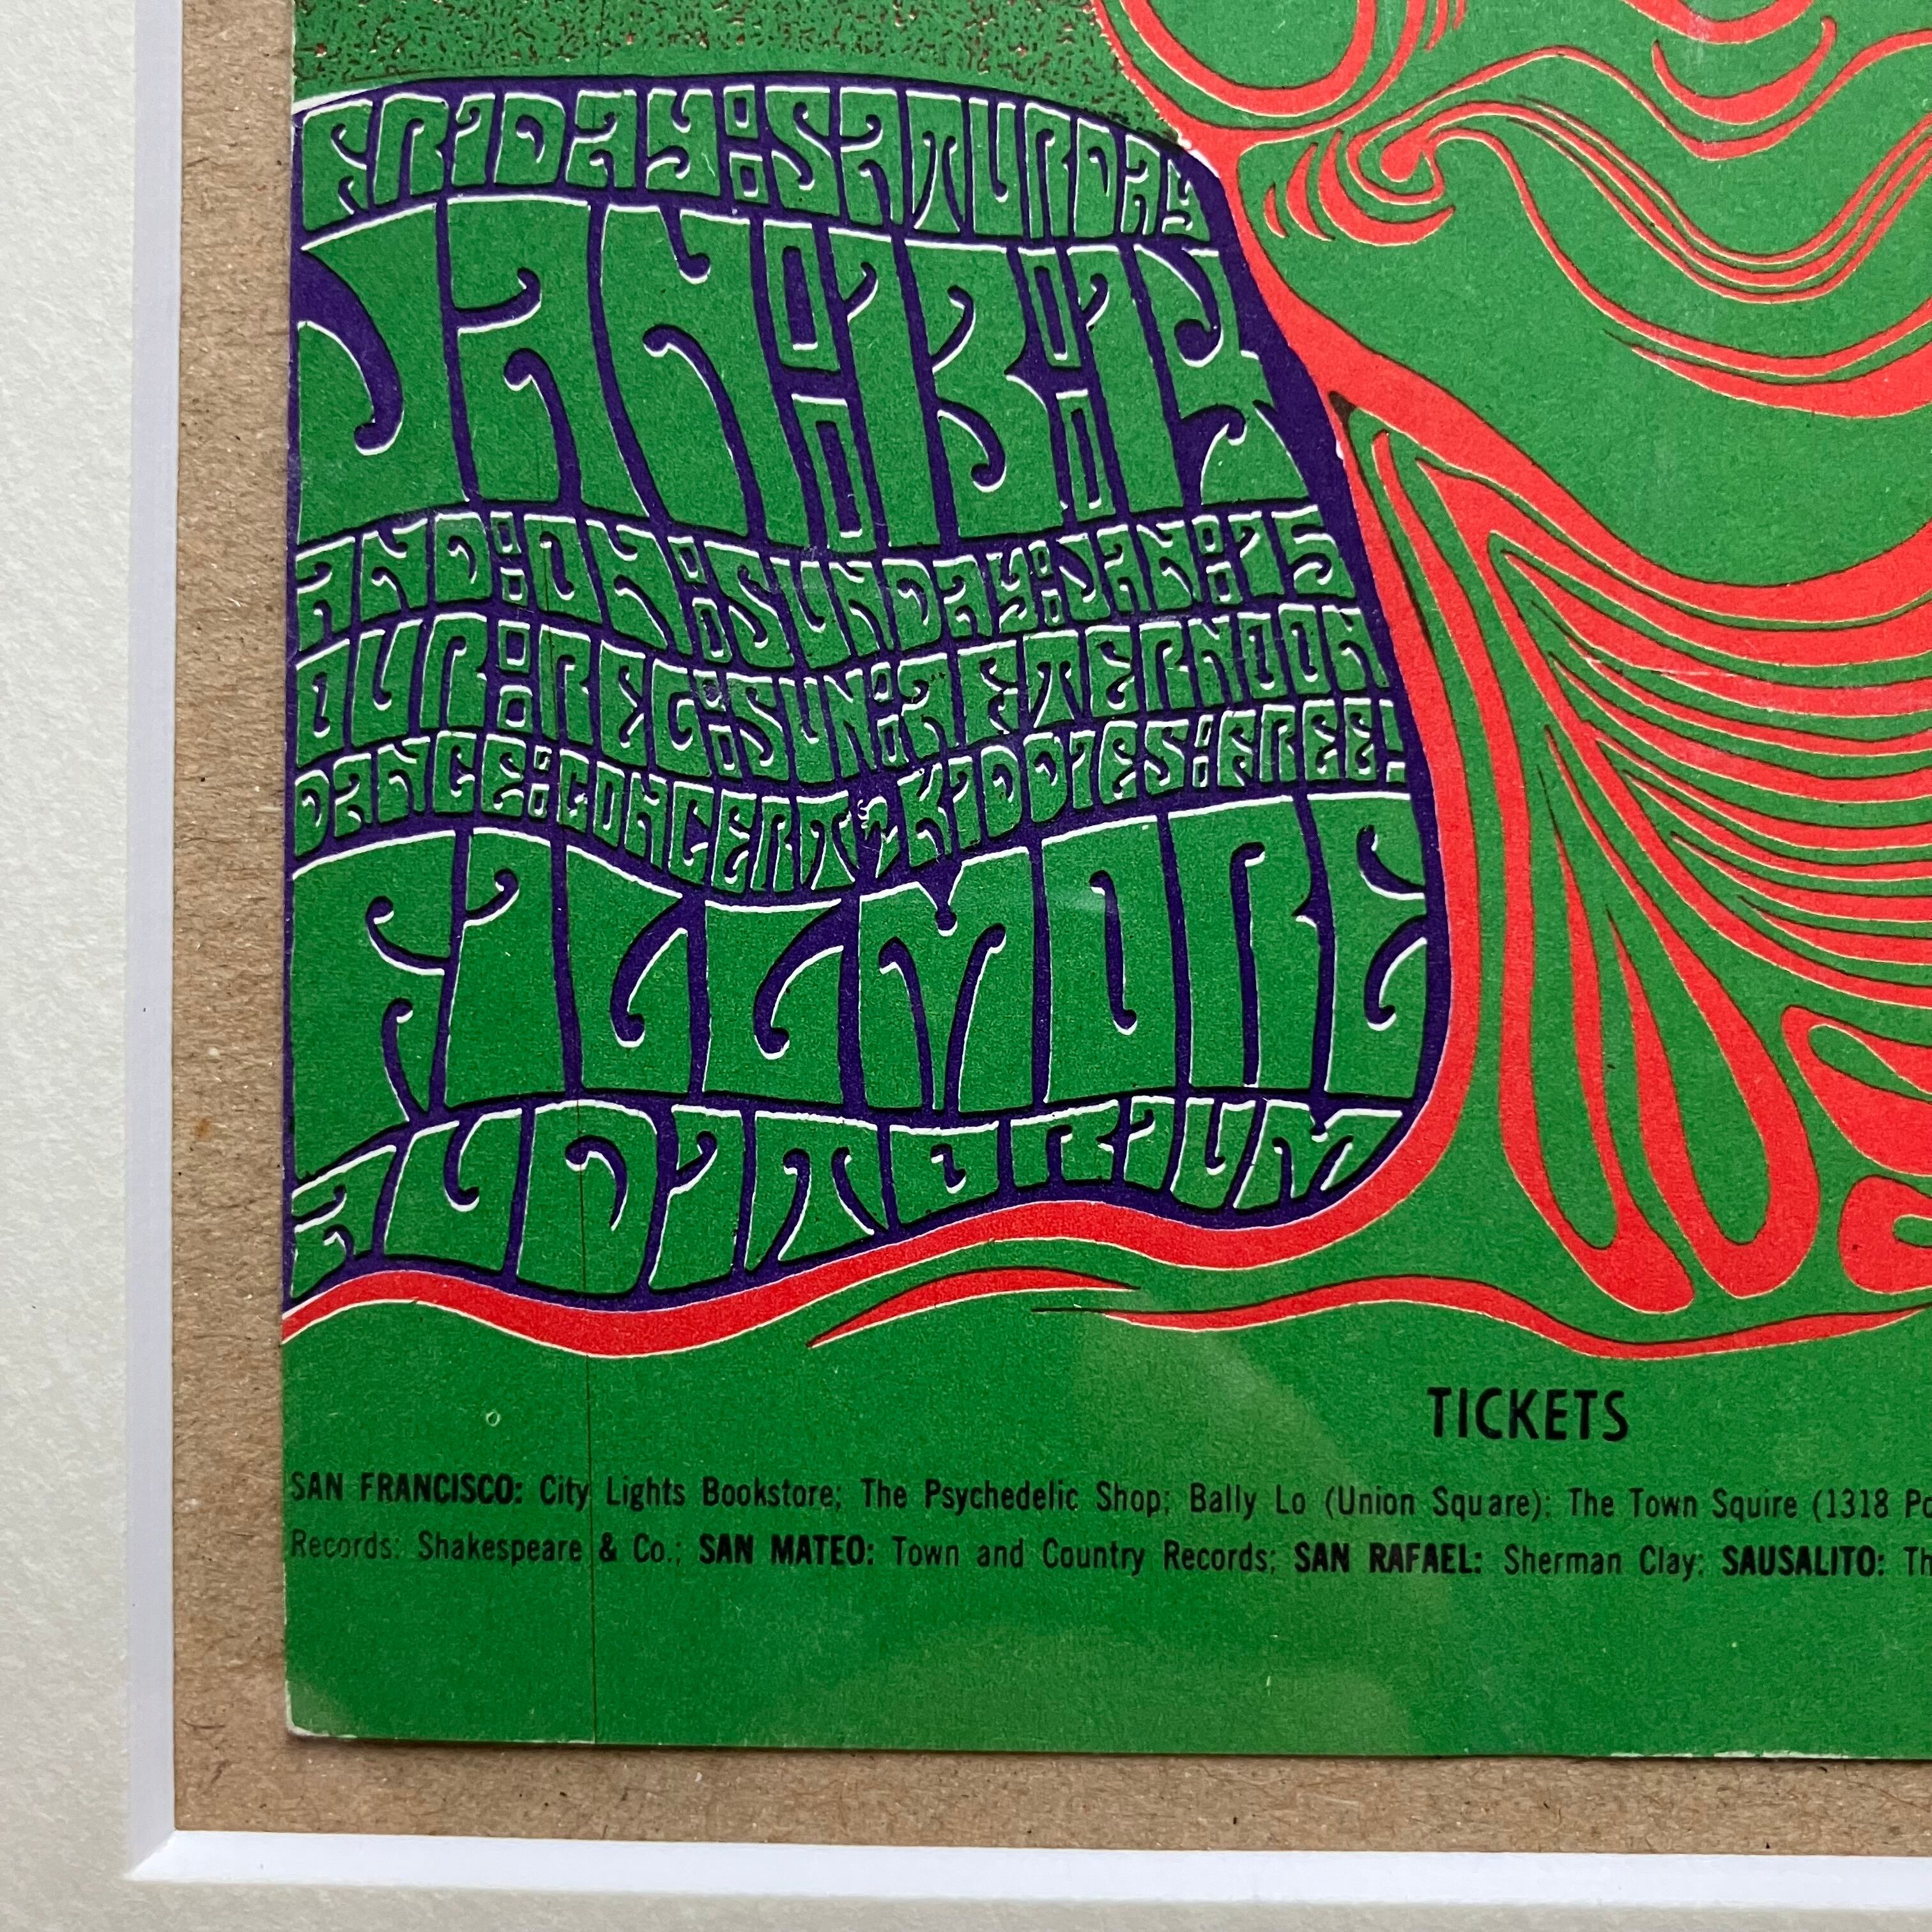 FRIDAY:SATURDAY
JAN:13:14
AND:ON:SUNDAY:JAN:15
OUR:REG:SUN:AFTERNOON
DANCE:CONCERT-KIDDIES:FREE!
FILLMORE
AUDITORIUM
TICKETS
SAN FRANCISCO: City Lights Bookstore; The Psychedelic Shop; Bally Lo (Union Square); The Town Squire (1318
Records; Shakespeare & Co.; SAN MATEO: Town and Country Records; SAN RAFAEL: Sherman Clay; SAUSALITO: